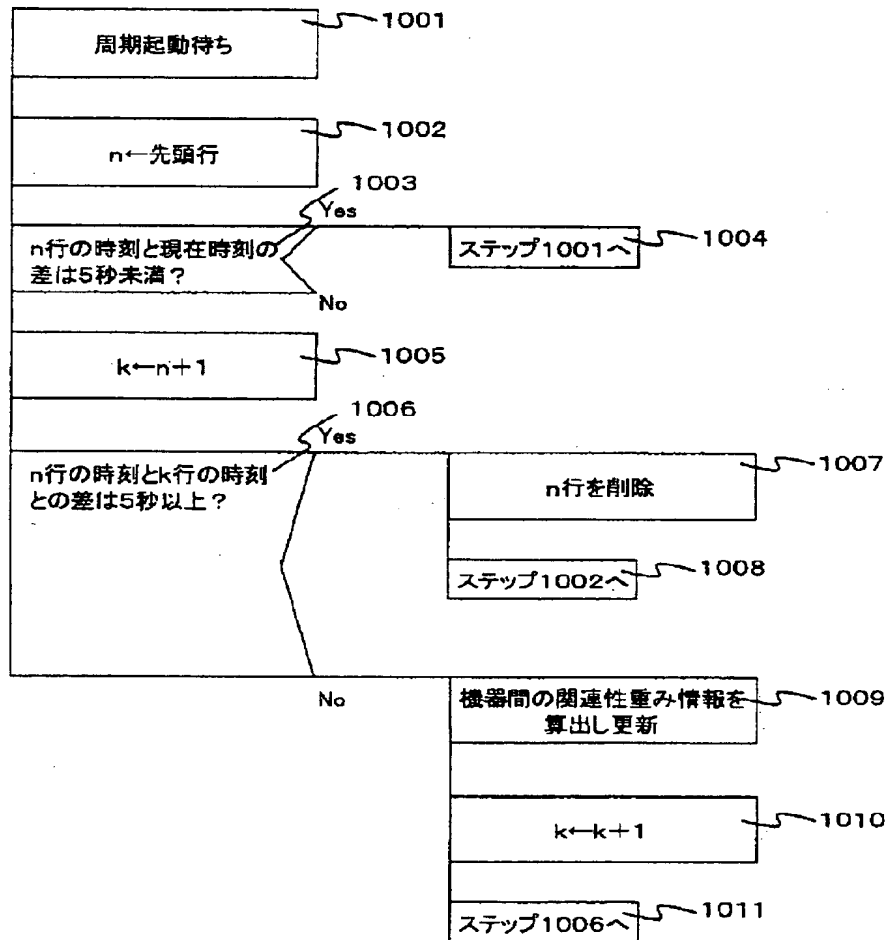 周期起動待ち
1001
n←先頭行
1002
1003
Yes
n行の時刻と現在時刻の
差は5秒未満?
No
ステップ1001へ
1004
k←n+1
1005
1006
Yes
n行の時刻とk行の時刻
との差は5秒以上?
n行を削除
1007
ステップ1002へ
1008
No
機器間の関連性重み情報を
算出し更新
1009
k←k+1
1010
ステップ1006へ
1011